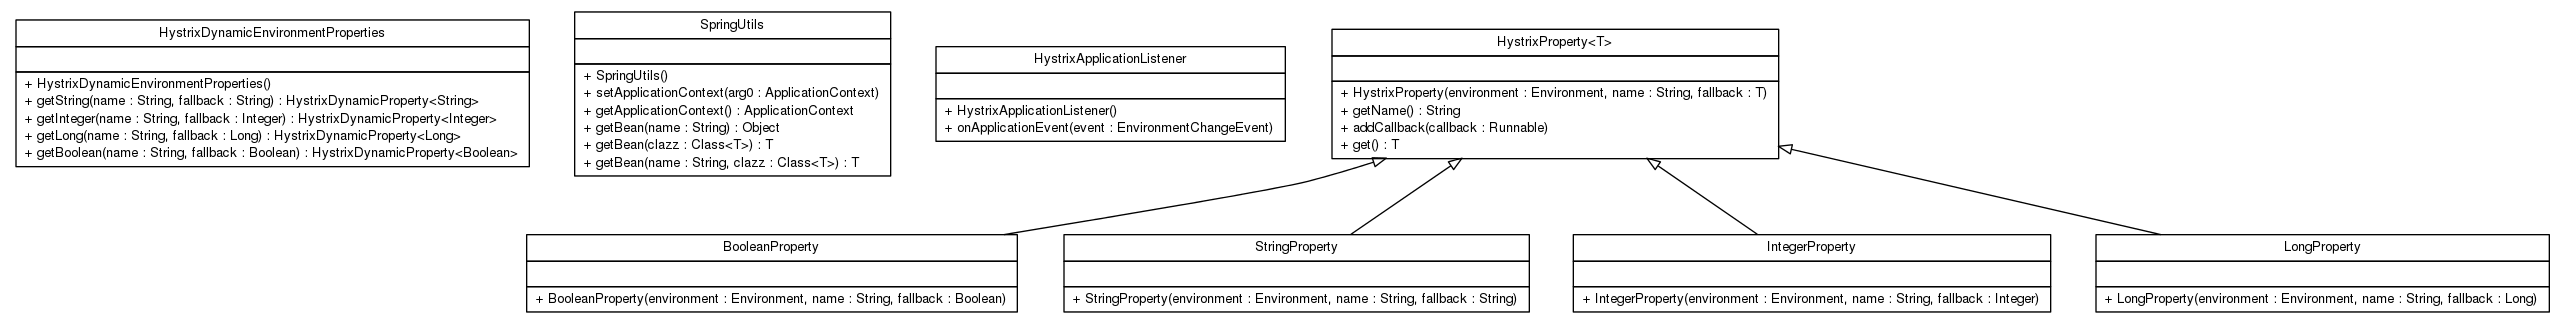 HystrixDynamicEnvironmentProperties
+ HystrixDynamicEnvironmentProperties()
+ getString(name : String, fallback : String) : HystrixDynamicProperty<String>
+ getInteger(name : String, fallback : Integer) : HystrixDynamicProperty<Integer>
+ getLong(name : String, fallback : Long) : HystrixDynamicProperty<Long>
+ getBoolean(name : String, fallback : Boolean) : HystrixDynamicProperty<Boolean>
SpringUtils
+ SpringUtils()
+ setApplicationContext(arg0 : ApplicationContext)
+ getApplicationContext() : ApplicationContext
+ getBean(name : String) : Object
+ getBean(clazz : Class<T>) : T
+ getBean(name : String, clazz : Class<T>) : T
HystrixApplicationListener
+ HystrixApplicationListener()
+ onApplicationEvent(event : EnvironmentChangeEvent)
HystrixProperty<T>
+ HystrixProperty(environment : Environment, name : String, fallback : T)
+ getName() : String
+ addCallback(callback : Runnable)
+ get() : T
BooleanProperty
+ BooleanProperty(environment : Environment, name : String, fallback : Boolean)
StringProperty
+ StringProperty(environment : Environment, name : String, fallback : String)
IntegerProperty
+ IntegerProperty(environment : Environment, name : String, fallback : Integer)
LongProperty
+ LongProperty(environment : Environment, name : String, fallback : Long)